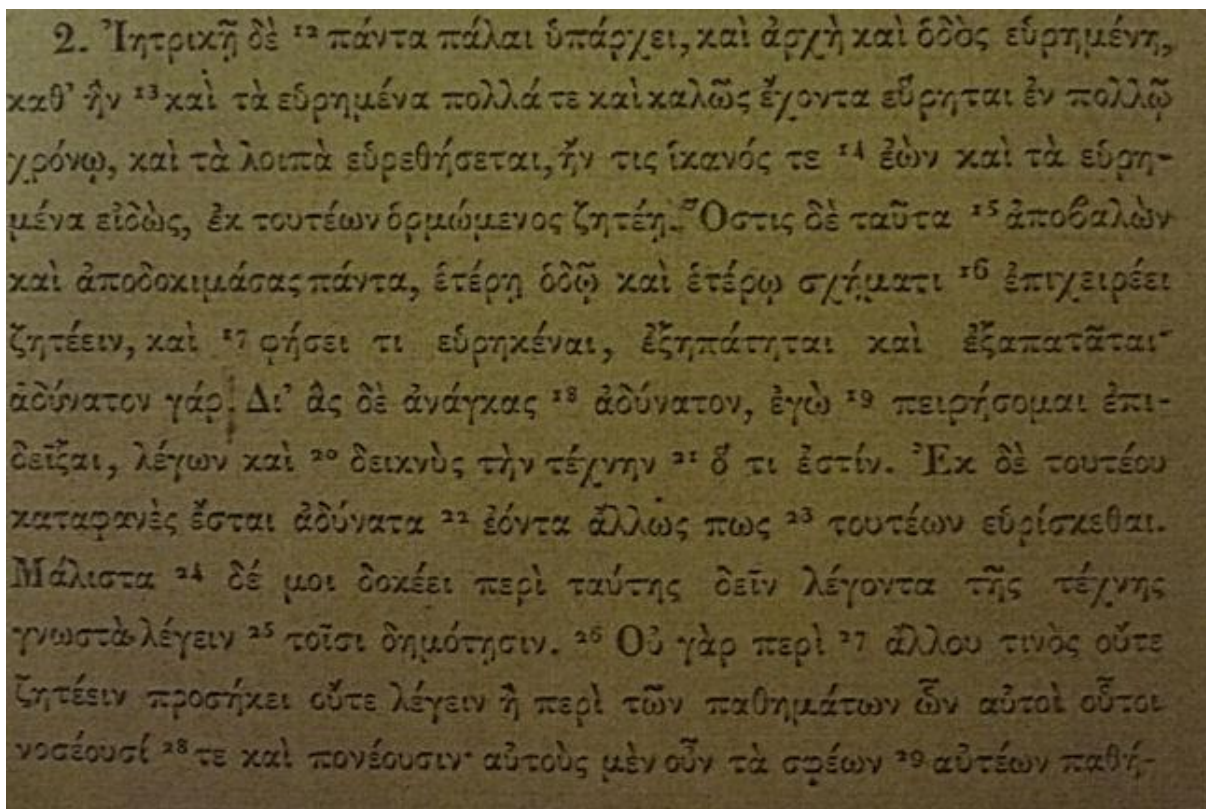 2. Ἰητρικῇ δὲ ¹² πάντα πάλαι ὑπάρχει, καὶ ἀρχὴ καὶ ὁδὸς εὑρημένη,
καθ' ἣν ¹³ καὶ τὰ εὑρημένα πολλά τε καὶ καλῶς ἔχοντα εὕρηται ἐν πολλῷ
χρόνῳ, καὶ τὰ λοιπὰ εὑρεθήσεται, ἤν τις ἱκανός τε ¹⁴ ἐὼν καὶ τὰ εὑρη-
μένα εἰδὼς, ἐκ τουτέων ὁρμώμενος ζητέῃ. Ὅστις δὲ ταῦτα ¹⁵ ἀποβαλὼν
καὶ ἀποδοκιμάσας πάντα, ἑτέρῃ ὁδῷ καὶ ἑτέρῳ σχήματι ¹⁶ ἐπιχειρέει
ζητέειν, καὶ ¹⁷ φήσει τι εὑρηκέναι, ἐξηπάτηται καὶ ἐξαπατᾶται·
ἀδύνατον γάρ. Δι' ἃς δὲ ἀνάγκας ¹⁸ ἀδύνατον, ἐγὼ ¹⁹ πειρήσομαι ἐπι-
δεῖξαι, λέγων καὶ ²⁰ δεικνὺς τὴν τέχνην ²¹ ὅ τι ἐστίν. Ἐκ δὲ τουτέου
καταφανὲς ἔσται ἀδύνατα ²² ἐόντα ἄλλως πως ²³ τουτέων εὑρίσκεθαι.
Μάλιστα ²⁴ δέ μοι δοκέει περὶ ταύτης δεῖν λέγοντα τῆς τέχνης
γνωστὰ λέγειν ²⁵ τοῖσι δημότῃσιν. ²⁶ Οὐ γὰρ περὶ ²⁷ ἄλλου τινὸς οὔτε
ζητέειν προσήκει οὔτε λέγειν ἢ περὶ τῶν παθημάτων ὧν αὐτοὶ οὗτοι
νοσέουσί ²⁸ τε καὶ πονέουσιν· αὐτοὺς μὲν οὖν τὰ σφέων ²⁹ αὐτέων παθή-